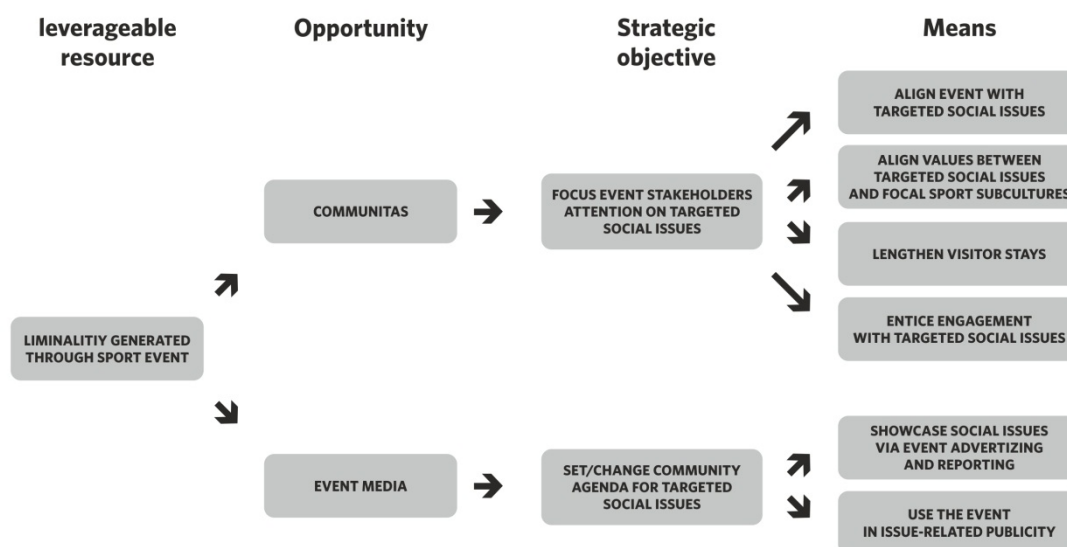 leverageable
resource
Opportunity
Strategic
objective
Means
LIMINALITIY GENERATED
THROUGH SPORT EVENT
COMMUNITAS
FOCUS EVENT STAKEHOLDERS
ATTENTION ON TARGETED
SOCIAL ISSUES
ALIGN EVENT WITH
TARGETED SOCIAL ISSUES
ALIGN VALUES BETWEEN
TARGETED SOCIAL ISSUES
AND FOCAL SPORT SUBCULTURES
LENGTHEN VISITOR STAYS
ENTICE ENGAGEMENT
WITH TARGETED SOCIAL ISSUES
EVENT MEDIA
SET/CHANGE COMMUNITY
AGENDA FOR TARGETED
SOCIAL ISSUES
SHOWCASE SOCIAL ISSUES
VIA EVENT ADVERTIZING
AND REPORTING
USE THE EVENT
IN ISSUE-RELATED PUBLICITY